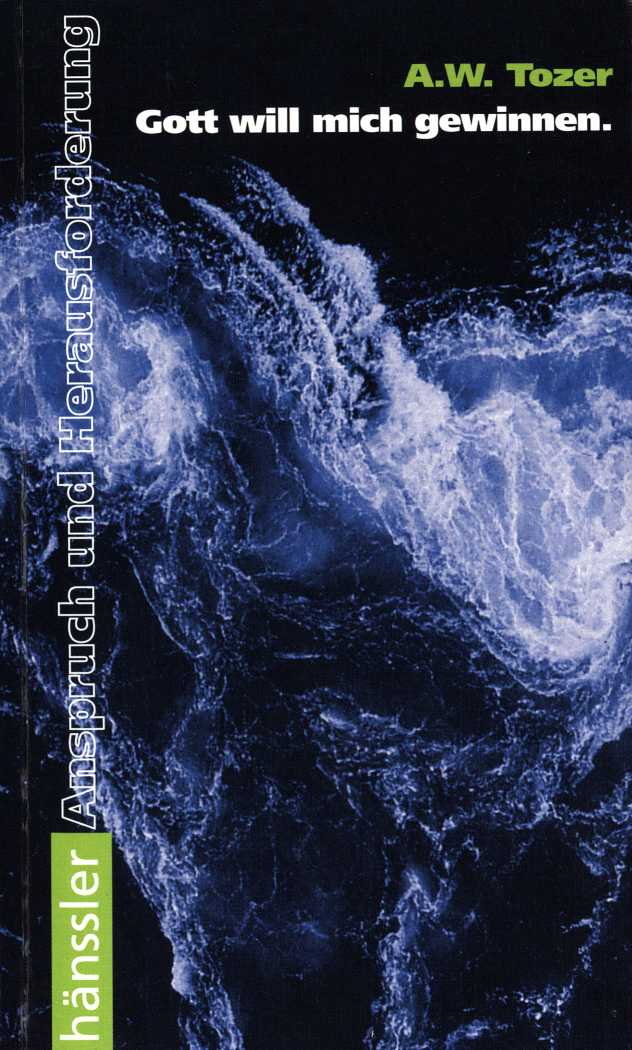 A.W. Tozer
Gott will mich gewinnen.
Anspruch und Herausforderung
hänssler